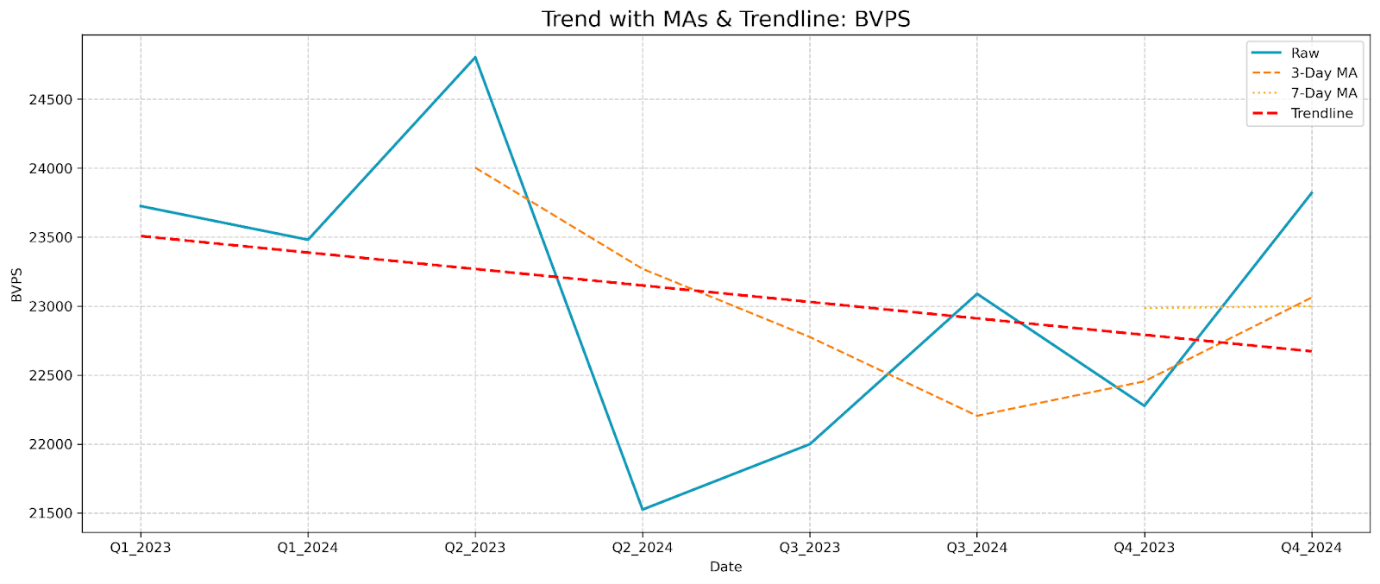 Trend with MAs & Trendline: BVPS
Raw
3-Day MA
7-Day MA
Trendline
24500
24000
23500
23000
22500
22000
21500
BVPS
Q1_2023 Q1_2024 Q2_2023 Q2_2024 Q3_2023 Q3_2024 Q4_2023 Q4_2024
Date